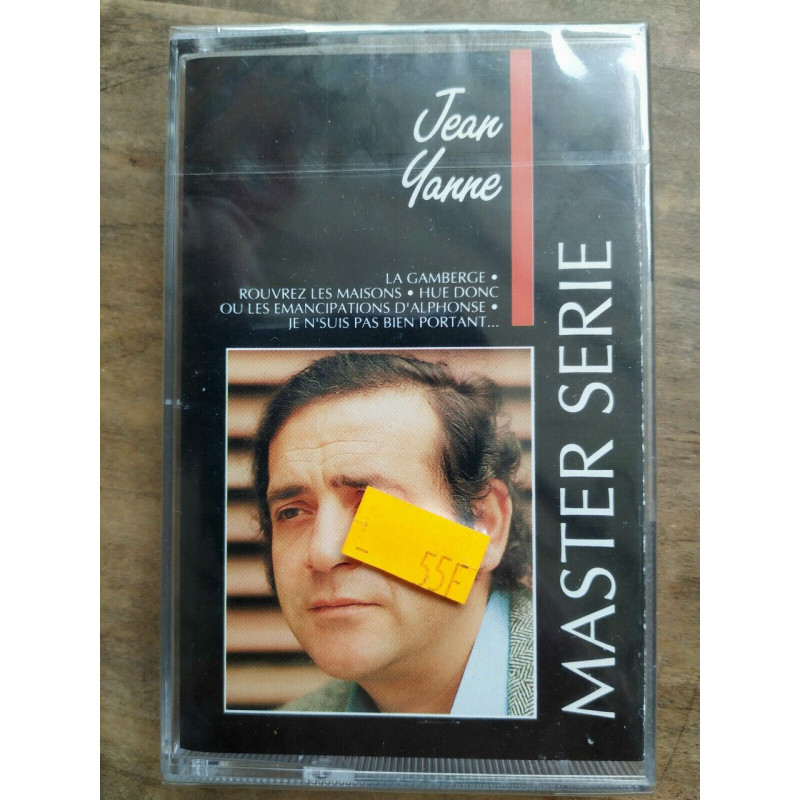 Jean
Yanne
LA GAMBERGE •
ROUVREZ LES MAISONS • HUE DONC
OU LES EMANCIPATIONS D'ALPHONSE •
JE N'SUIS PAS BIEN PORTANT...
MASTER SERIE
55F